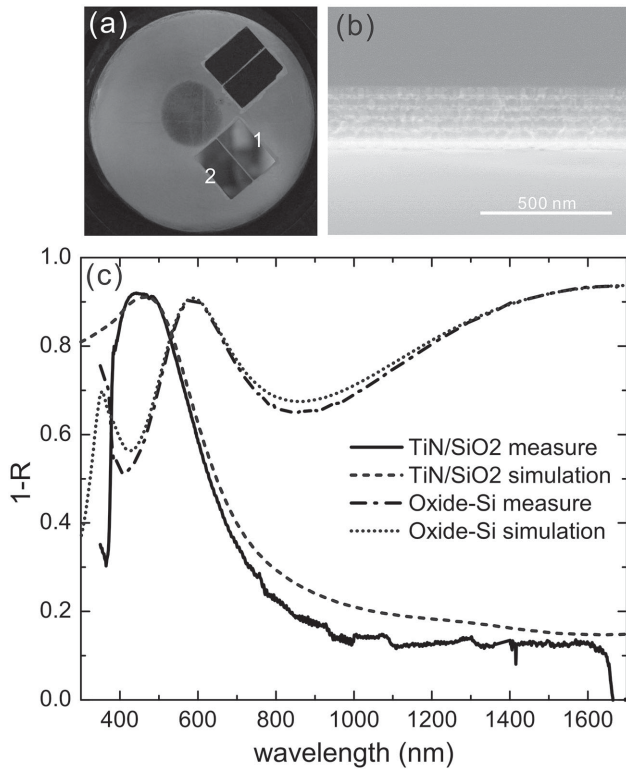 (a)
1
2
(b)
500 nm
(c)
1.0
0.8
0.6
0.4
0.2
0.0
1-R
TiN/SiO2 measure
TiN/SiO2 simulation
Oxide-Si measure
Oxide-Si simulation
400 600 800 1000 1200 1400 1600
wavelength (nm)